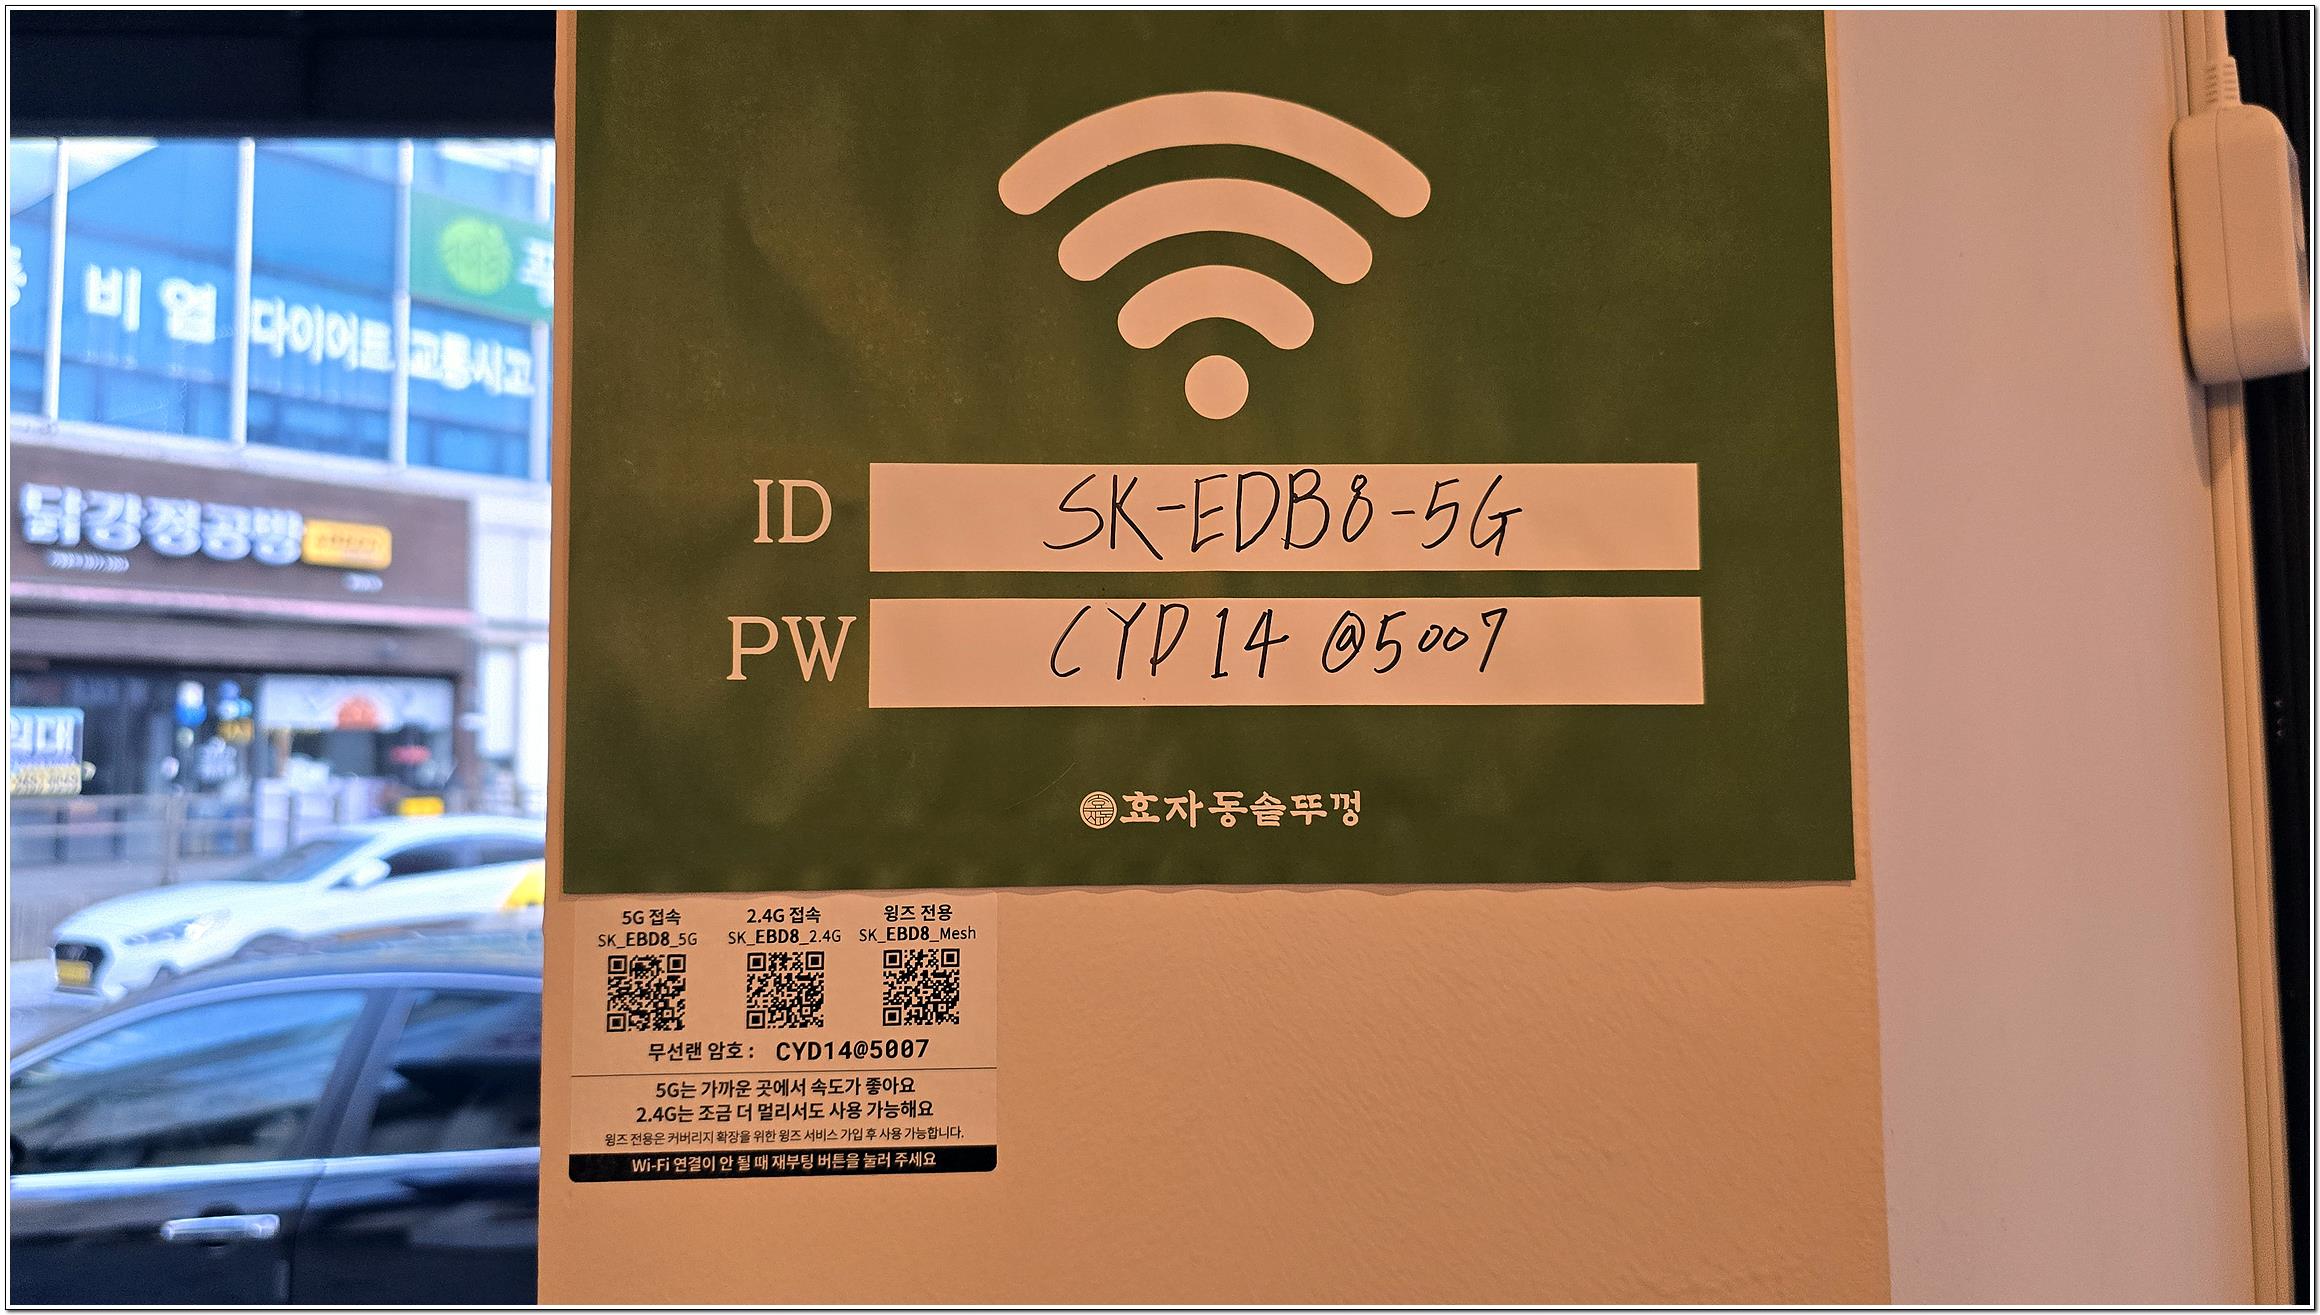 비 염
다이어트 교통사고
닭강정공방
임대
ID SK-EDB8-5G
PW CYD14 @5007
효자동솥뚜껑
5G 접속 2.4G 접속 윙즈 전용
SK_EBD8_5G SK_EBD8_2.4G SK_EBD8_Mesh
무선랜 암호 : CYD14@5007
5G는 가까운 곳에서 속도가 좋아요
2.4G는 조금 더 멀리서도 사용 가능해요
윙즈 전용은 커버리지 확장을 위한 윙즈 서비스 가입 후 사용 가능합니다.
Wi-Fi 연결이 안 될 때 재부팅 버튼을 눌러 주세요